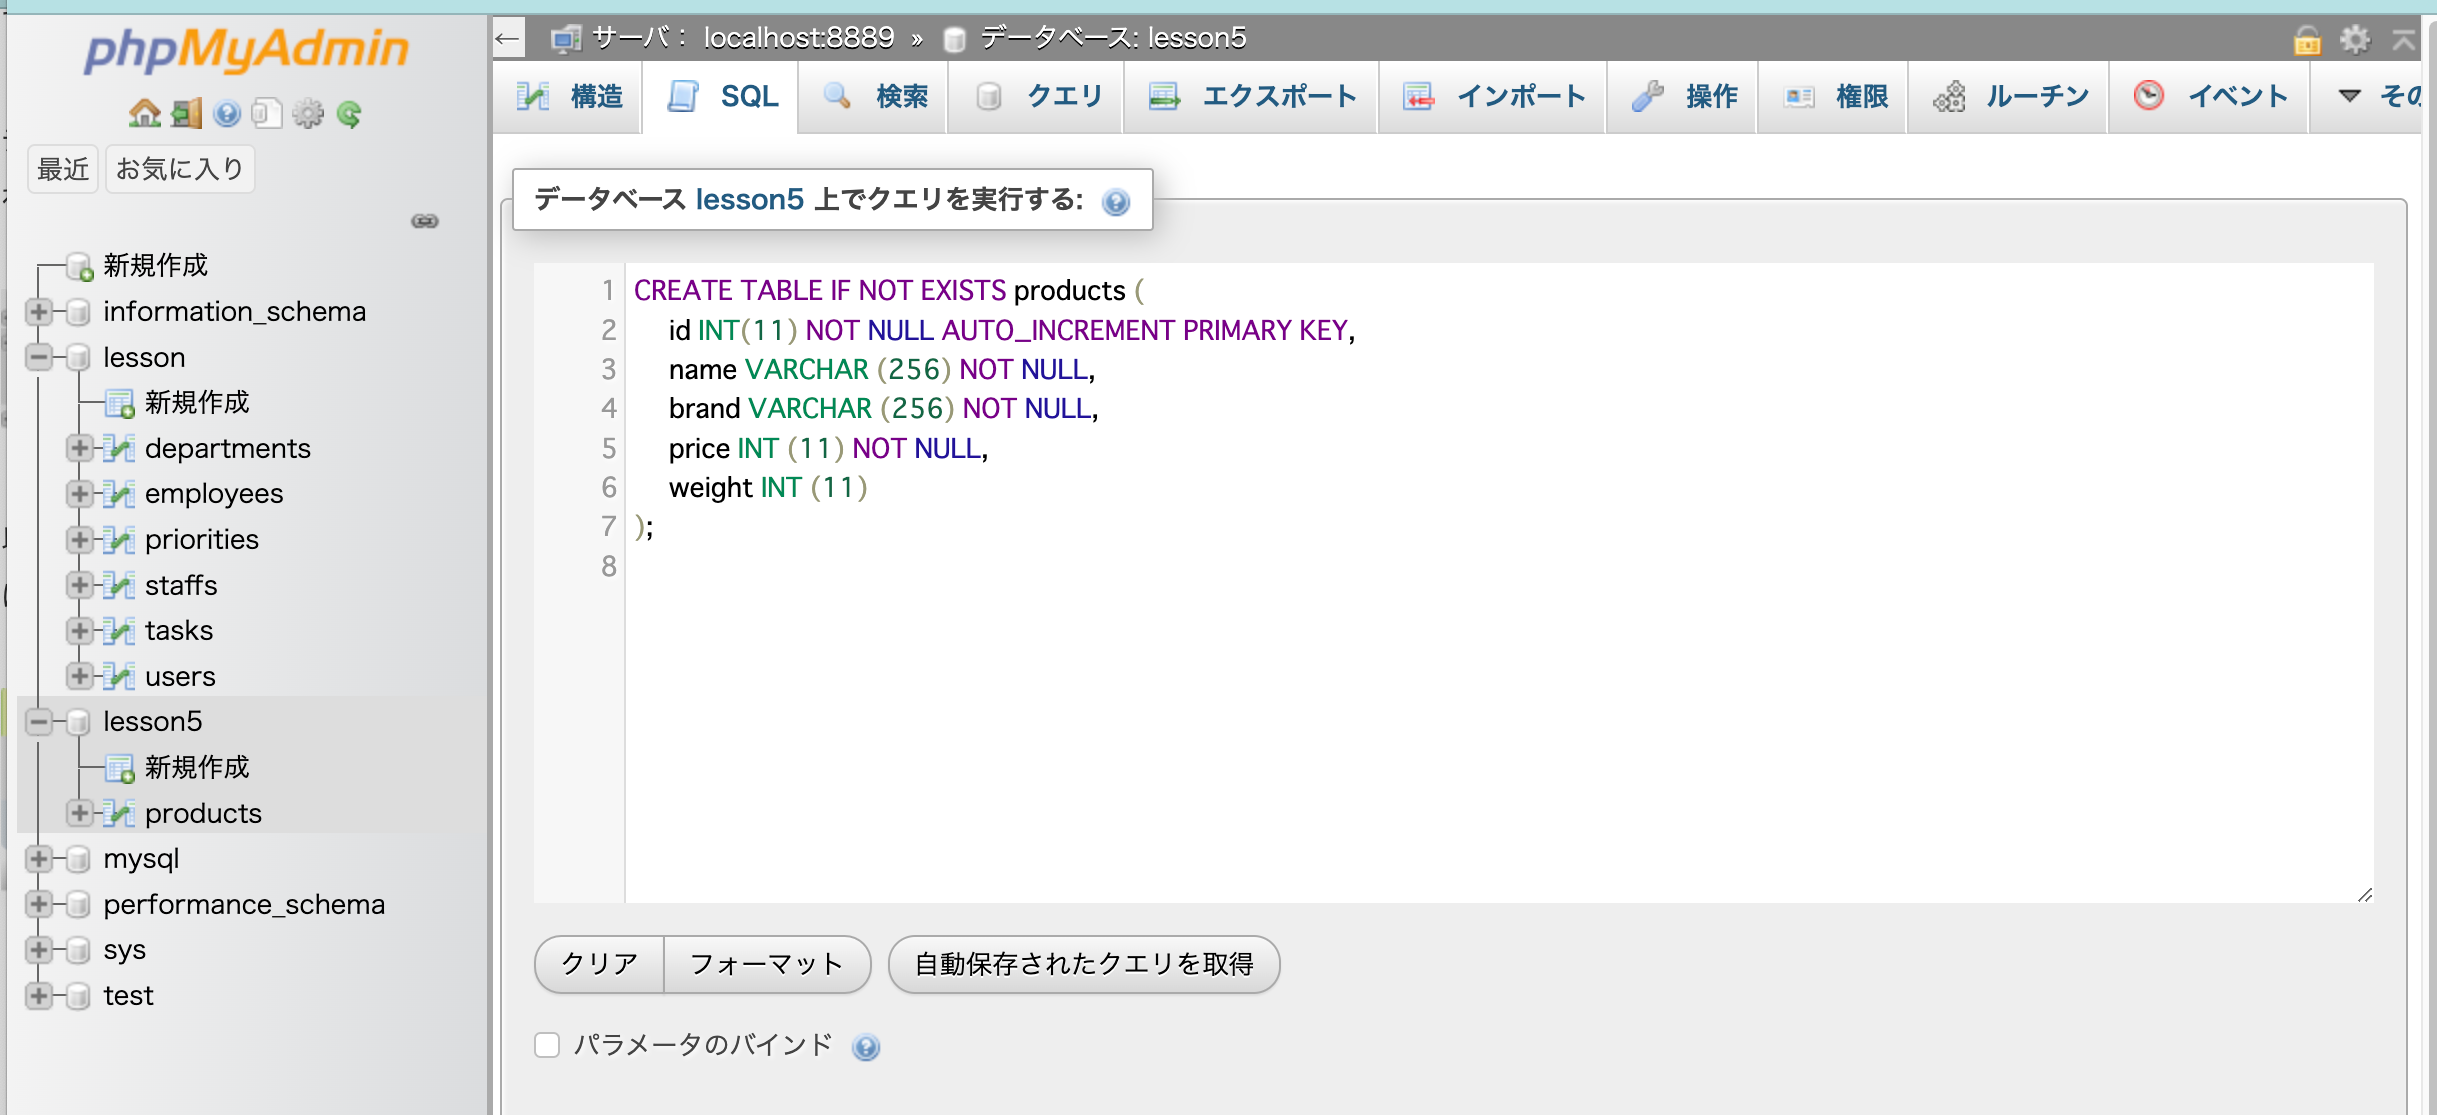 phpMyAdmin
最近 お気に入り
新規作成
information_schema
lesson
新規作成
departments
employees
priorities
staffs
tasks
users
lesson5
新規作成
products
mysql
performance_schema
sys
test
← サーバ： localhost:8889 » データベース: lesson5
構造 SQL 検索 クエリ エクスポート インポート 操作 権限 ルーチン イベント
データベース lesson5 上でクエリを実行する:
1 CREATE TABLE IF NOT EXISTS products (
2 id INT(11) NOT NULL AUTO_INCREMENT PRIMARY KEY,
3 name VARCHAR (256) NOT NULL,
4 brand VARCHAR (256) NOT NULL,
5 price INT (11) NOT NULL,
6 weight INT (11)
7 );
8
クリア フォーマット 自動保存されたクエリを取得
パラメータのバインド